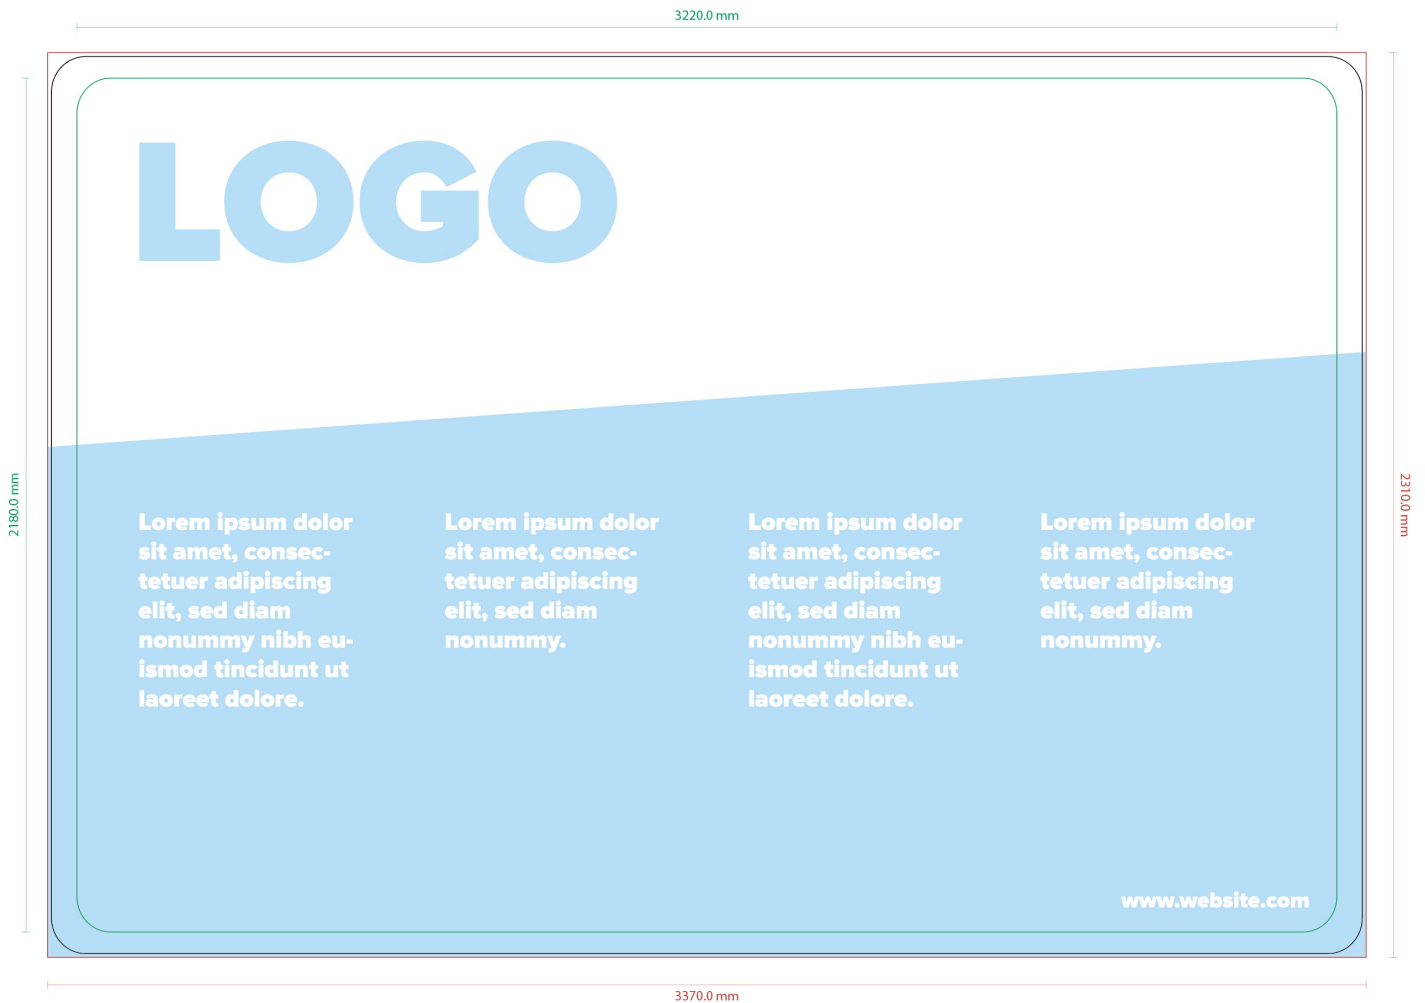 3220.0 mm
LOGO
2180.0 mm
2310.0 mm
Lorem ipsum dolor
sit amet, consec-
tetuer adipiscing
elit, sed diam
nonummy nibh eu-
ismod tincidunt ut
laoreet dolore.
Lorem ipsum dolor
sit amet, consec-
tetuer adipiscing
elit, sed diam
nonummy.
Lorem ipsum dolor
sit amet, consec-
tetuer adipiscing
elit, sed diam
nonummy nibh eu-
ismod tincidunt ut
laoreet dolore.
Lorem ipsum dolor
sit amet, consec-
tetuer adipiscing
elit, sed diam
nonummy.
www.website.com
3370.0 mm